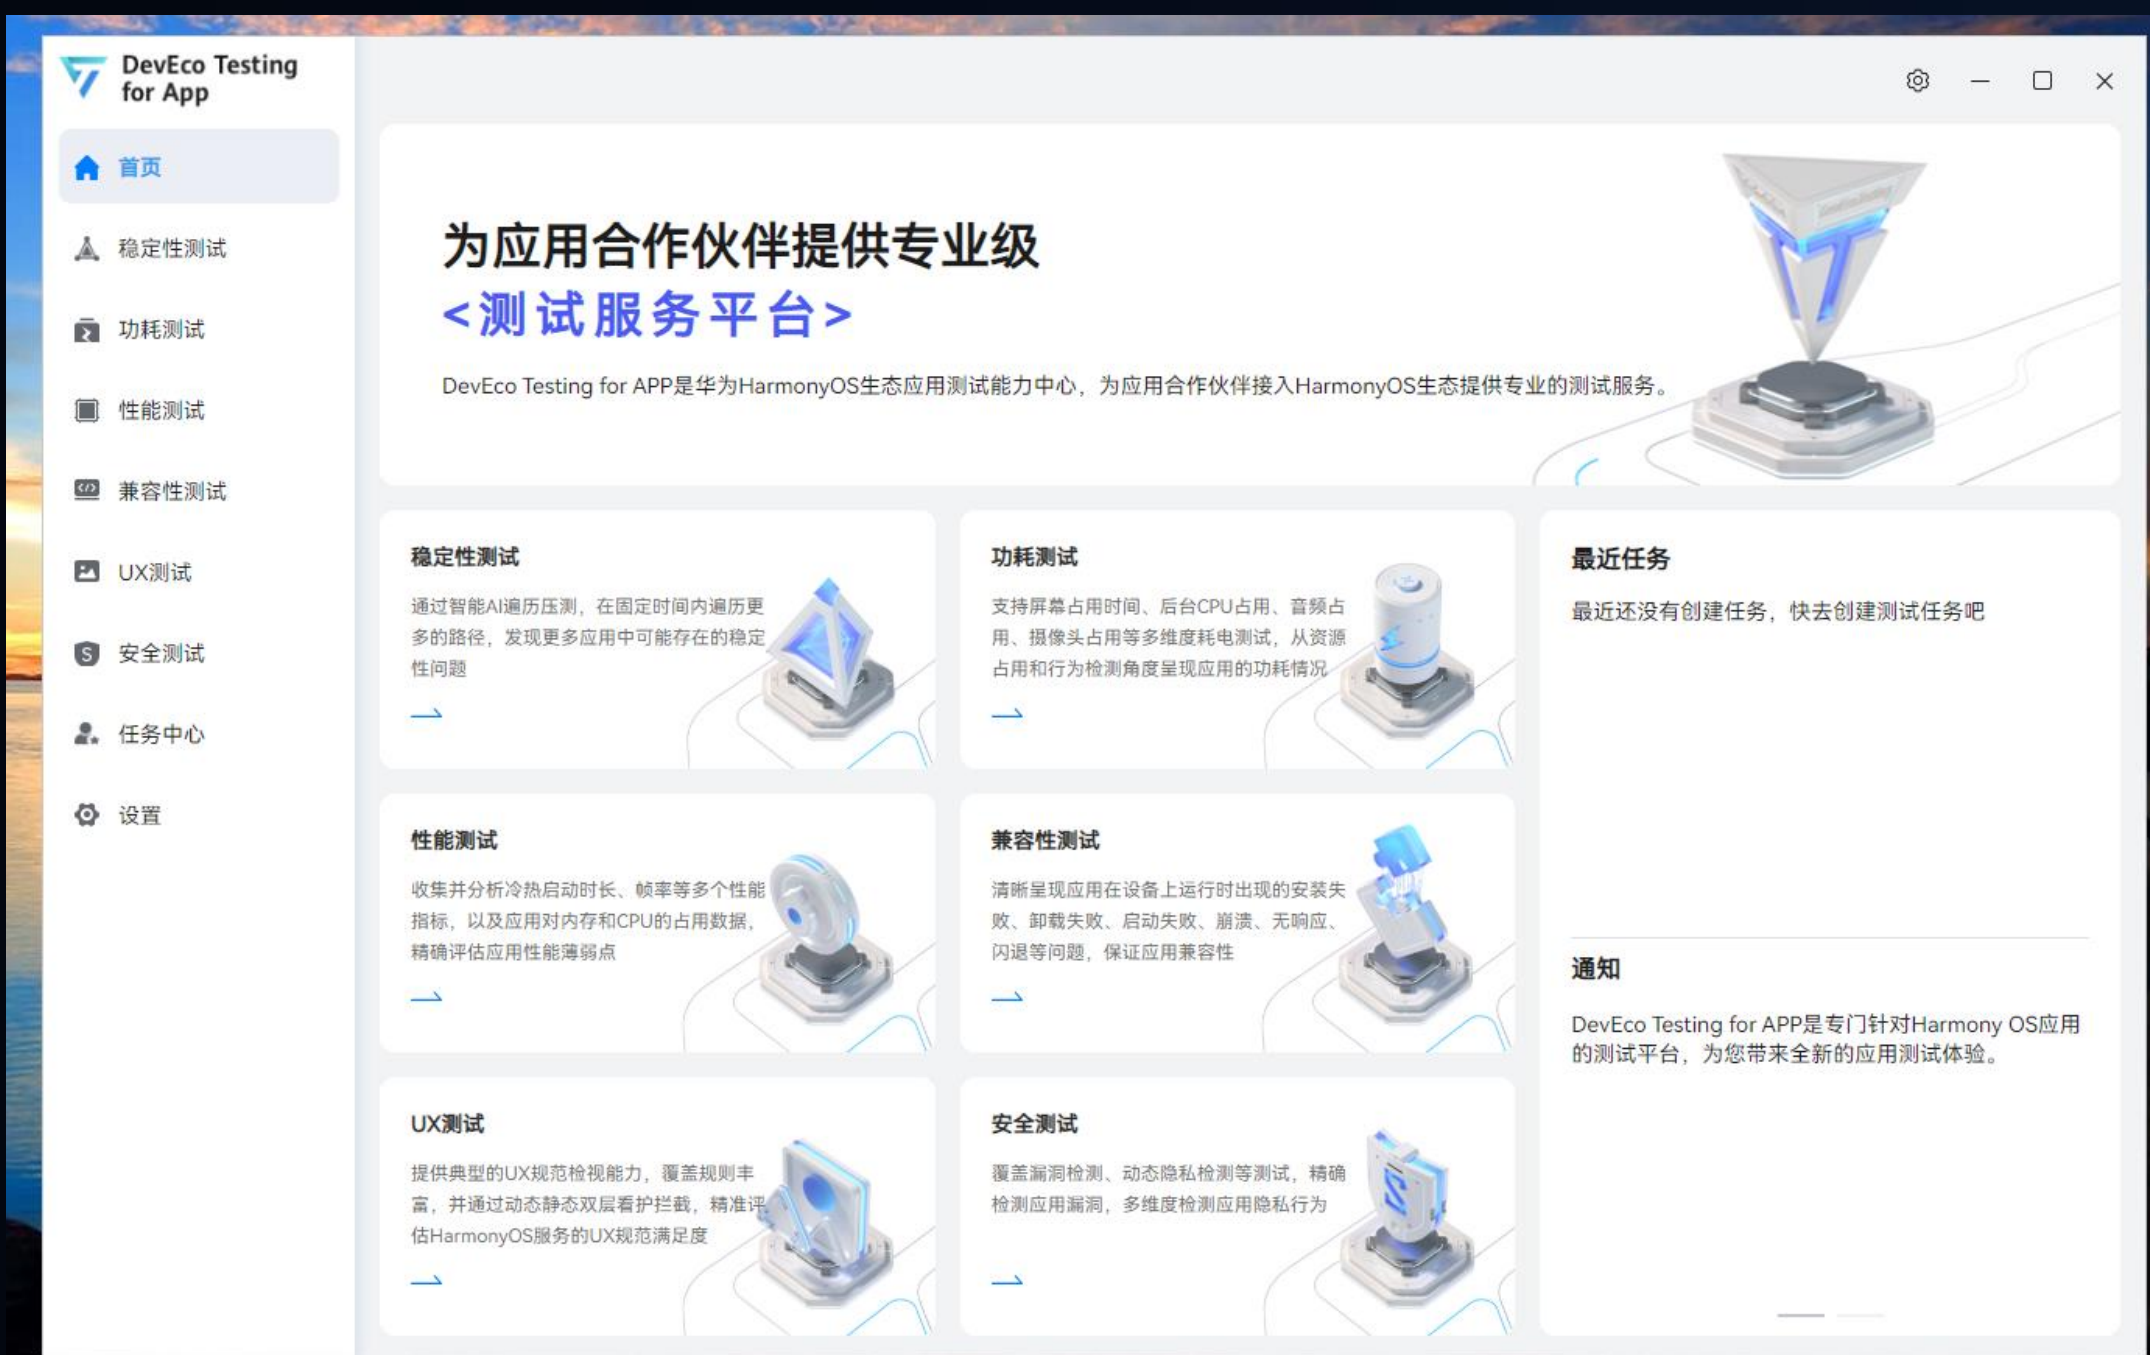 DevEco Testing
for App
首页
稳定性测试
功耗测试
性能测试
兼容性测试
UX测试
安全测试
任务中心
设置
为应用合作伙伴提供专业级
<测试服务平台>
DevEco Testing for APP是华为HarmonyOS生态应用测试能力中心，为应用合作伙伴接入HarmonyOS生态提供专业的测试服务。
稳定性测试
通过智能AI遍历压测，在固定时间内遍历更
多的路径，发现更多应用中可能存在的稳定
性问题
功耗测试
支持屏幕占用时间、后台CPU占用、音频占
用、摄像头占用等多维度耗电测试，从资源
占用和行为检测角度呈现应用的功耗情况
性能测试
收集并分析冷热启动时长、帧率等多个性能
指标，以及应用对内存和CPU的占用数据，
精确评估应用性能薄弱点
兼容性测试
清晰呈现应用在设备上运行时出现的安装失
败、卸载失败、启动失败、崩溃、无响应、
闪退等问题，保证应用兼容性
UX测试
提供典型的UX规范检视能力，覆盖规则丰
富，并通过动态静态双层看护拦截，精准评
估HarmonyOS服务的UX规范满足度
安全测试
覆盖漏洞检测、动态隐私检测等测试，精确
检测应用漏洞，多维度检测应用隐私行为
最近任务
最近还没有创建任务，快去创建测试任务吧
通知
DevEco Testing for APP是专门针对Harmony OS应用
的测试平台，为您带来全新的应用测试体验。